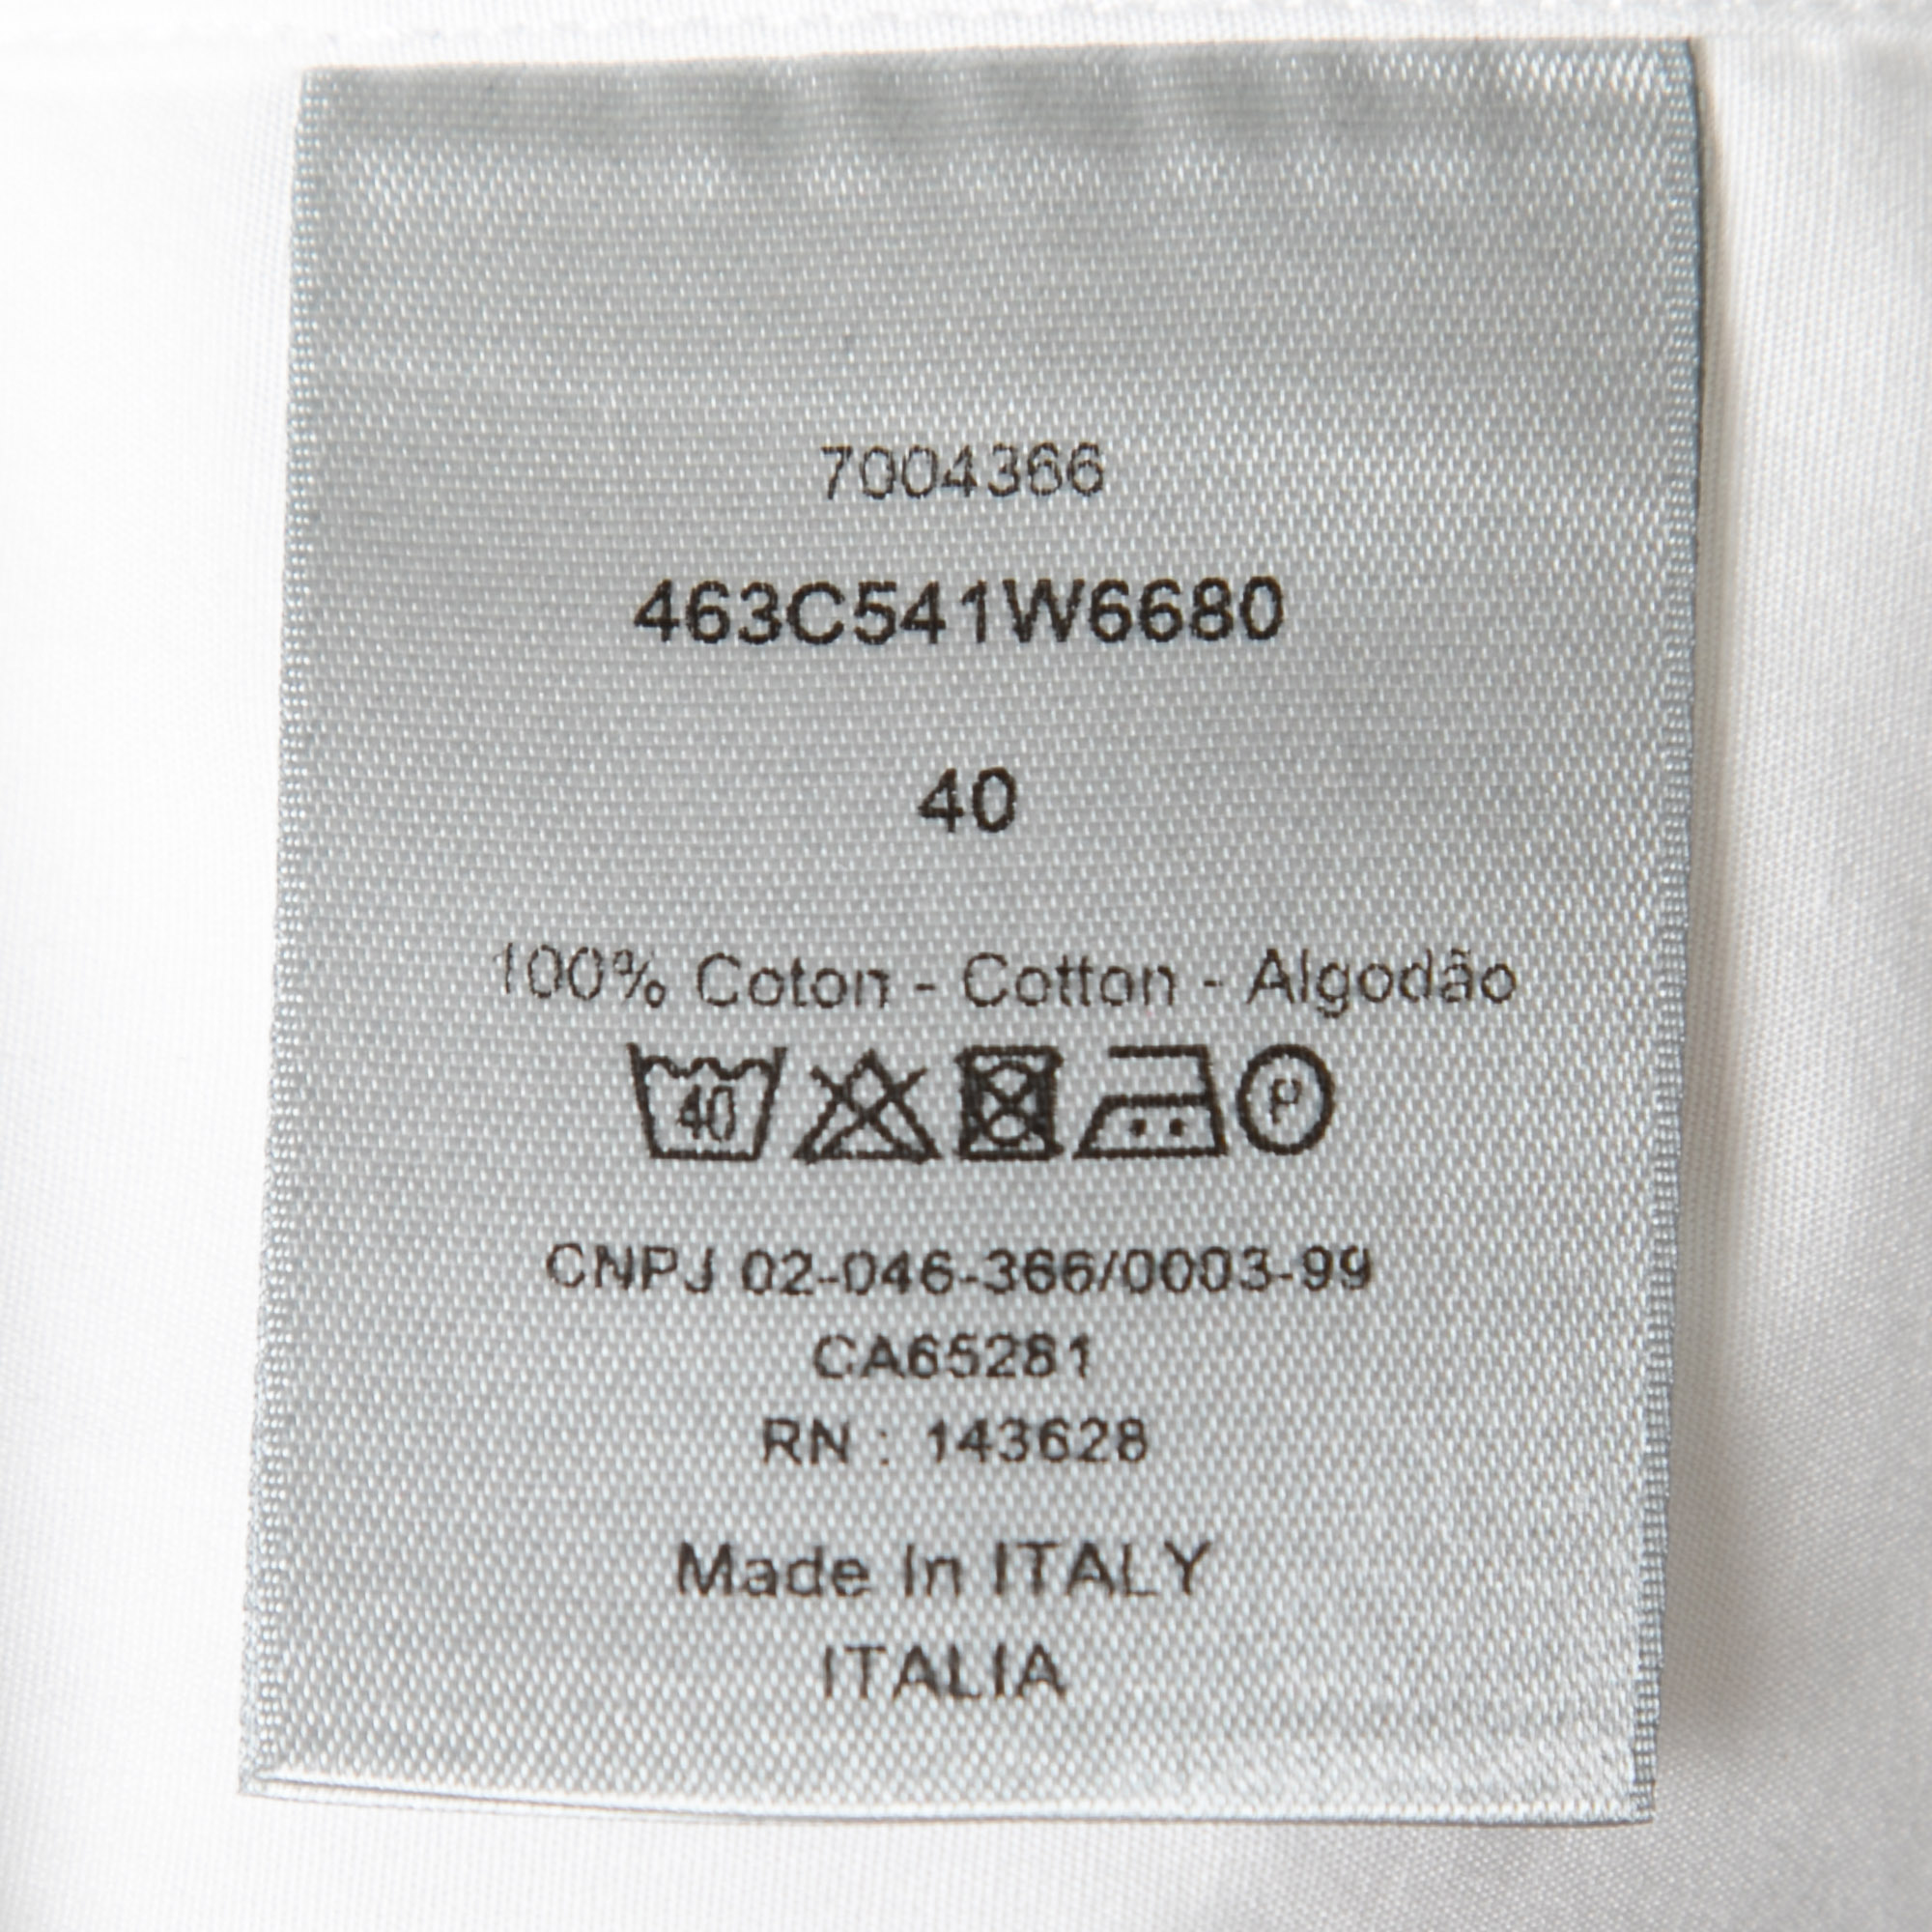 7004366
463C541W6680
40
100% Coton - Cotton - Algodão
40 P
CNPJ 02-046-366/0003-99
CA65281
RN : 143628
Made In ITALY
ITALIA